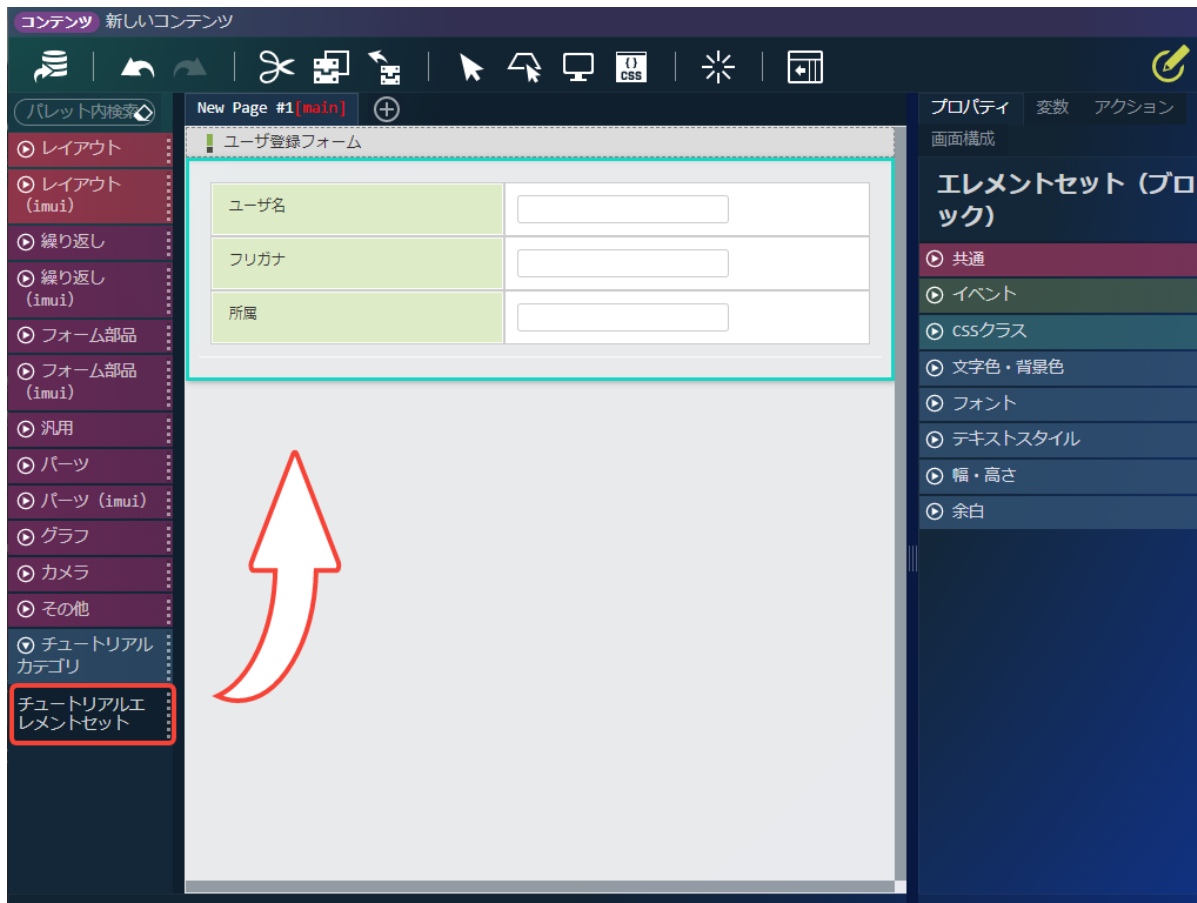 コンテンツ 新しいコンテンツ
{}
CSS
パレット内検索
レイアウト
レイアウト
(imui)
繰り返し
繰り返し
(imui)
フォーム部品
フォーム部品
(imui)
汎用
パーツ
パーツ (imui)
グラフ
カメラ
その他
チュートリアル
カテゴリ
チュートリアルエ
レメントセット
New Page #1[main]
ユーザ登録フォーム
ユーザ名
フリガナ
所属
プロパティ 変数 アクション
画面構成
エレメントセット（ブロ
ック）
共通
イベント
CSSクラス
文字色・背景色
フォント
テキストスタイル
幅・高さ
余白